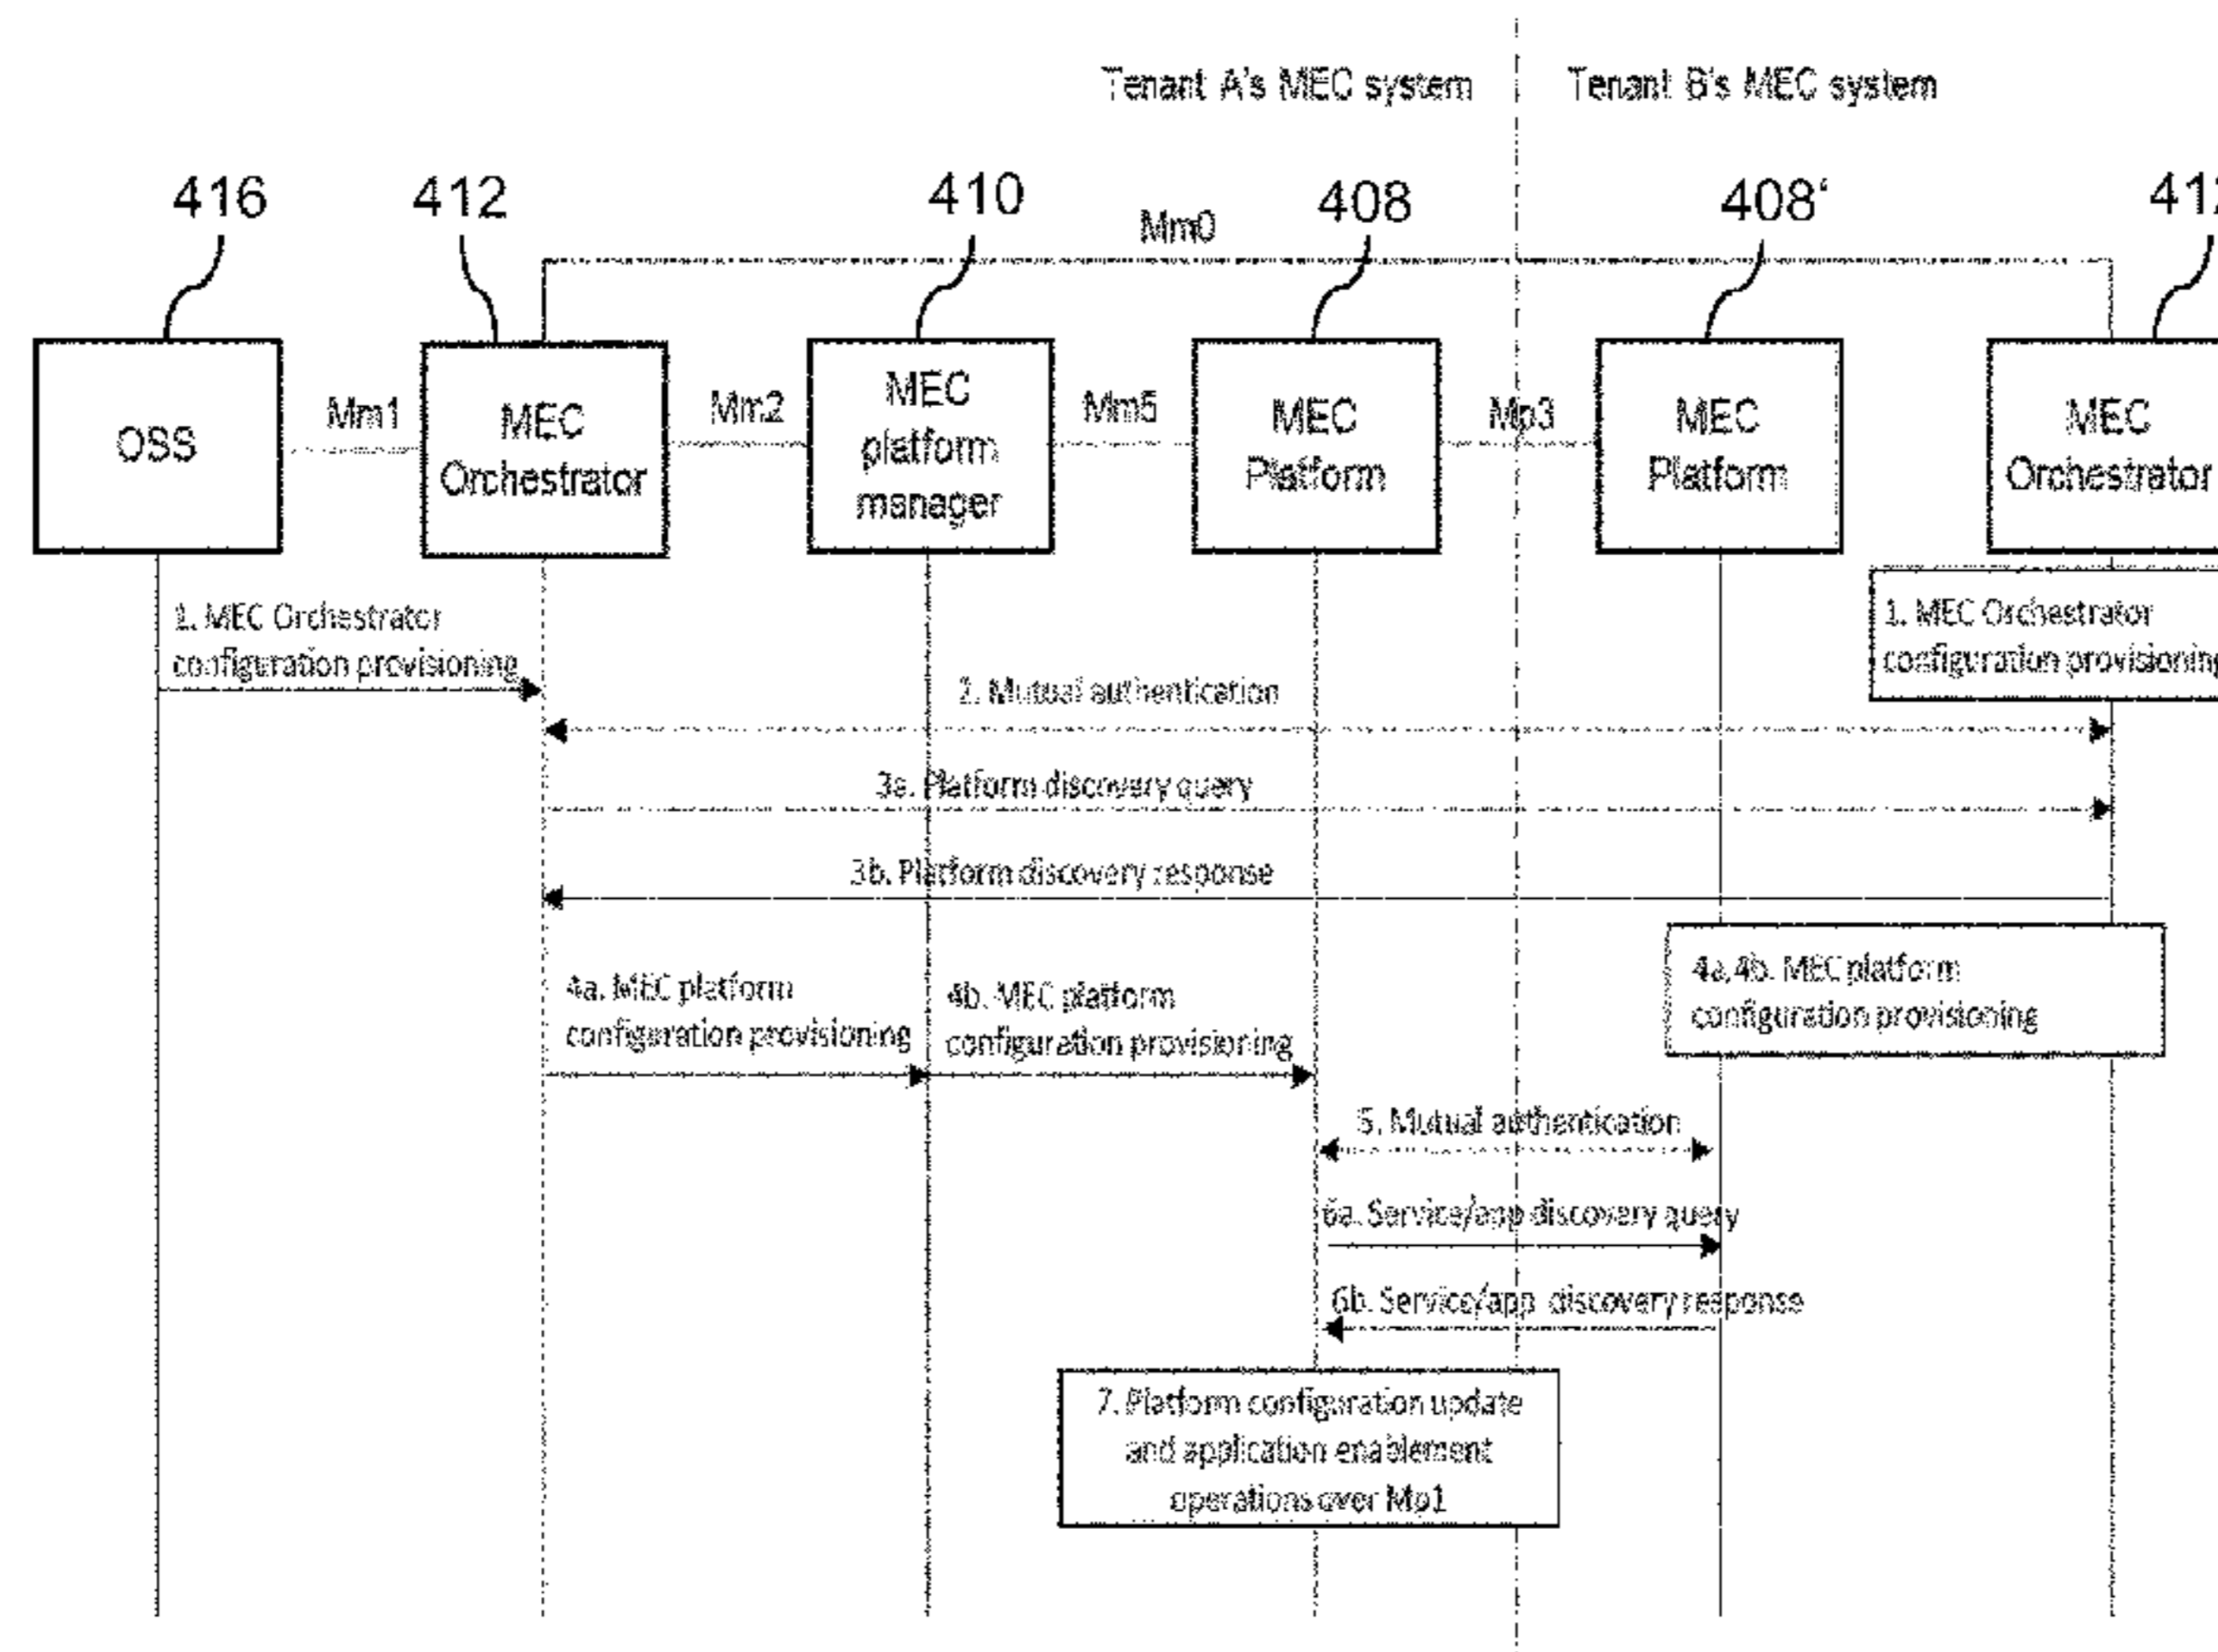 Tenant A's MEC system
Tenant B's MEC system
416
412
410
408
408'
Mm0
OSS
Mm1
MEC
Orchestrator
Mm2
MEC
platform
manager
Mm5
MEC
Platform
Mp3
MEC
Platform
MEC
Orchestrator
1. MEC Orchestrator
configuration provisioning
1. MEC Orchestrator
configuration provisioning
2. Mutual authentication
3a. Platform discovery query
3b. Platform discovery response
4a. MEC platform
configuration provisioning
4b. MEC platform
configuration provisioning
4a,4b. MEC platform
configuration provisioning
5. Mutual authentication
6a. Service/app discovery query
6b. Service/app discovery response
7. Platform configuration update
and application enablement
operations over Mp1